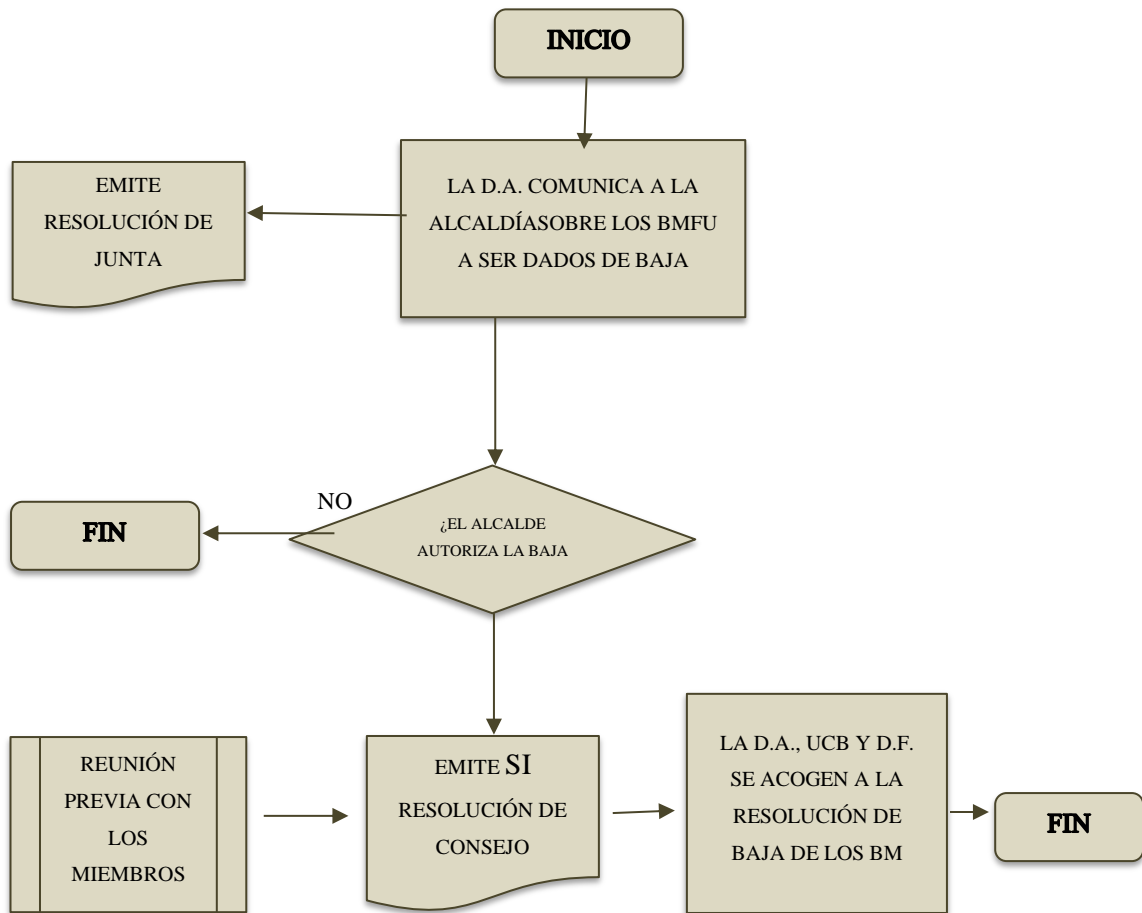 INICIO
EMITE
RESOLUCIÓN DE
JUNTA
LA D.A. COMUNICA A LA
ALCALDÍASOBRE LOS BMFU
A SER DADOS DE BAJA
NO
FIN
¿EL ALCALDE
AUTORIZA LA BAJA
REUNIÓN
PREVIA CON
LOS
MIEMBROS
EMITE SI
RESOLUCIÓN DE
CONSEJO
LA D.A., UCB Y D.F.
SE ACOGEN A LA
RESOLUCIÓN DE
BAJA DE LOS BM
FIN